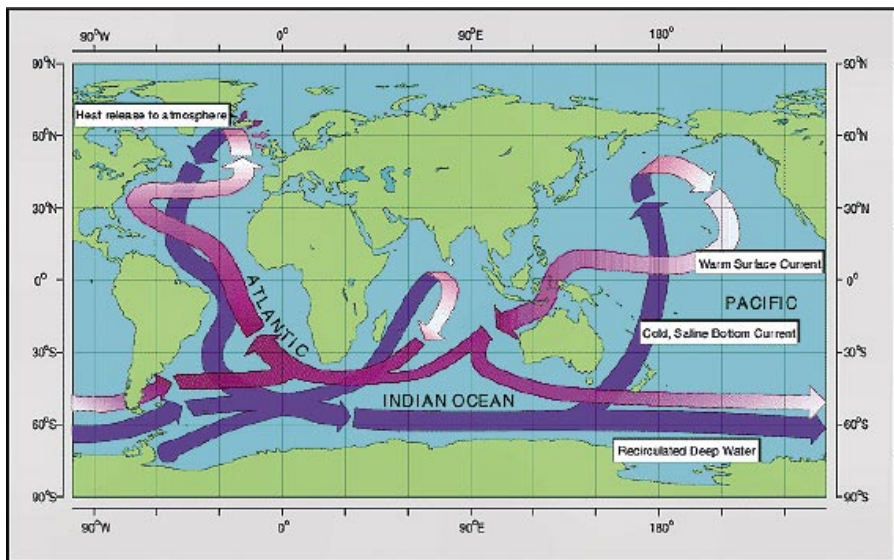 90°W 0° 90°E 180°
90°N 90°N
Heat release to atmosphere
60°N 60°N
30°N 30°N
Warm Surface Current
0° 0°
ATLANTIC
PACIFIC
Cold, Saline Bottom Current
30°S 30°S
INDIAN OCEAN
60°S 60°S
Recirculated Deep Water
90°S 90°S
90°W 0° 90°E 180°